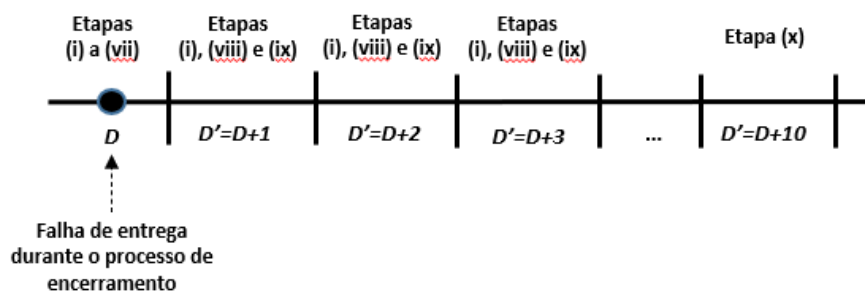 Etapas
(i) a (vii)
Etapas
(i), (viii) e (ix)
Etapas
(i), (viii) e (ix)
Etapas
(i), (viii) e (ix)
Etapa (x)
D
D'=D+1
D'=D+2
D'=D+3
...
D'=D+10
Falha de entrega
durante o processo de
encerramento